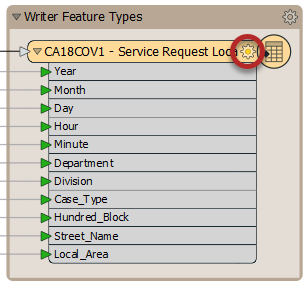 Writer Feature Types
CA18COV1 - Service Request Loca
Year
Month
Day
Hour
Minute
Department
Division
Case_Type
Hundred_Block
Street_Name
Local_Area